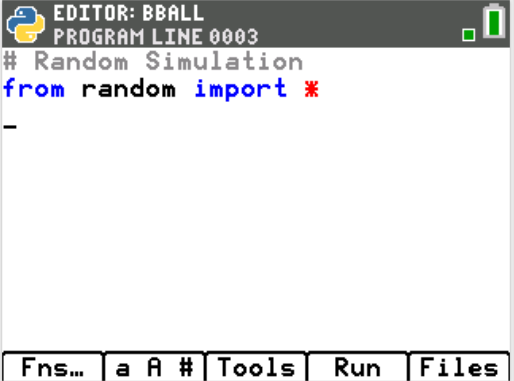 EDITOR: BBALL
PROGRAM LINE 0003
# Random Simulation
from random import *
_
Fns… a A # Tools Run Files